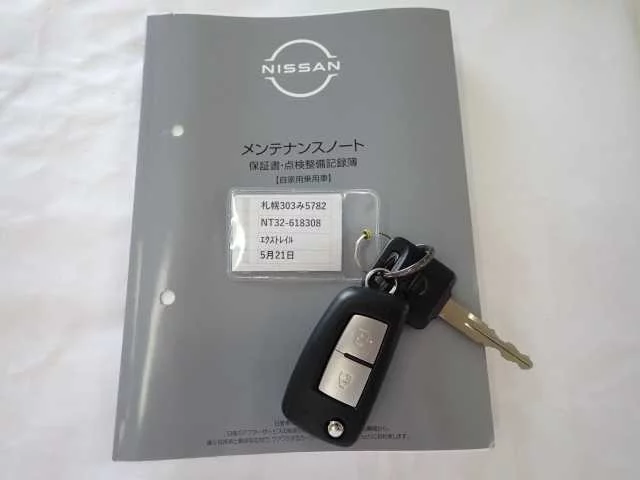 NISSAN
メンテナンスノート
保証書・点検整備記録簿
【自家用乗用車】
札幌303み5782
NT32-618308
ｴｸｽﾄﾚｲﾙ
5月21日